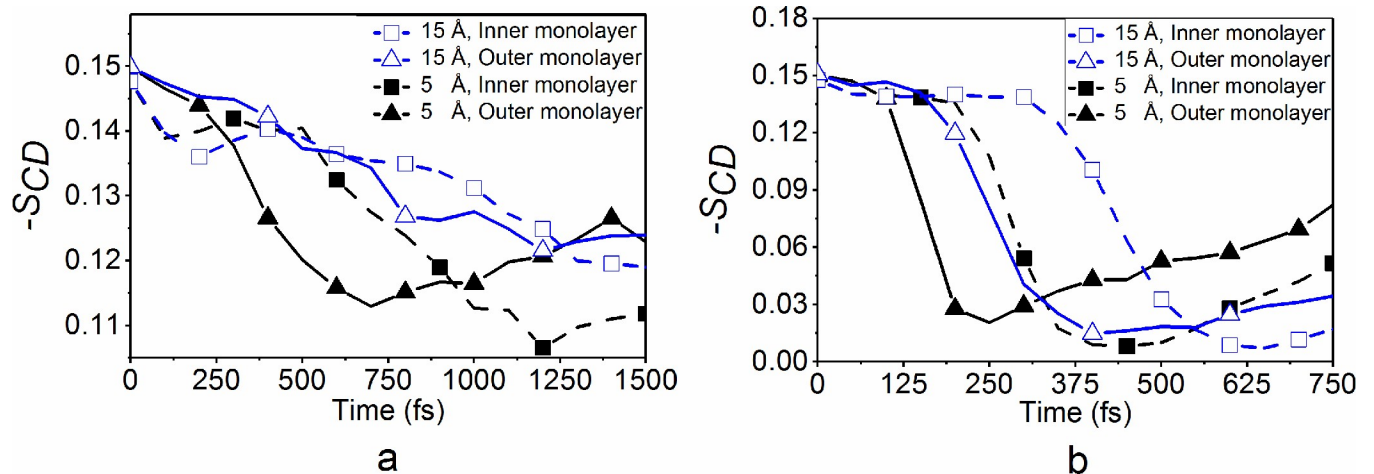 15 Å, Inner monolayer
15 Å, Outer monolayer
5 Å, Inner monolayer
5 Å, Outer monolayer
0.15
0.14
0.13
0.12
0.11
-SCD
0 250 500 750 1000 1250 1500
Time (fs)
a
15 Å, Inner monolayer
15 Å, Outer monolayer
5 Å, Inner monolayer
5 Å, Outer monolayer
0.18
0.15
0.12
0.09
0.06
0.03
0.00
-SCD
0 125 250 375 500 625 750
Time (fs)
b